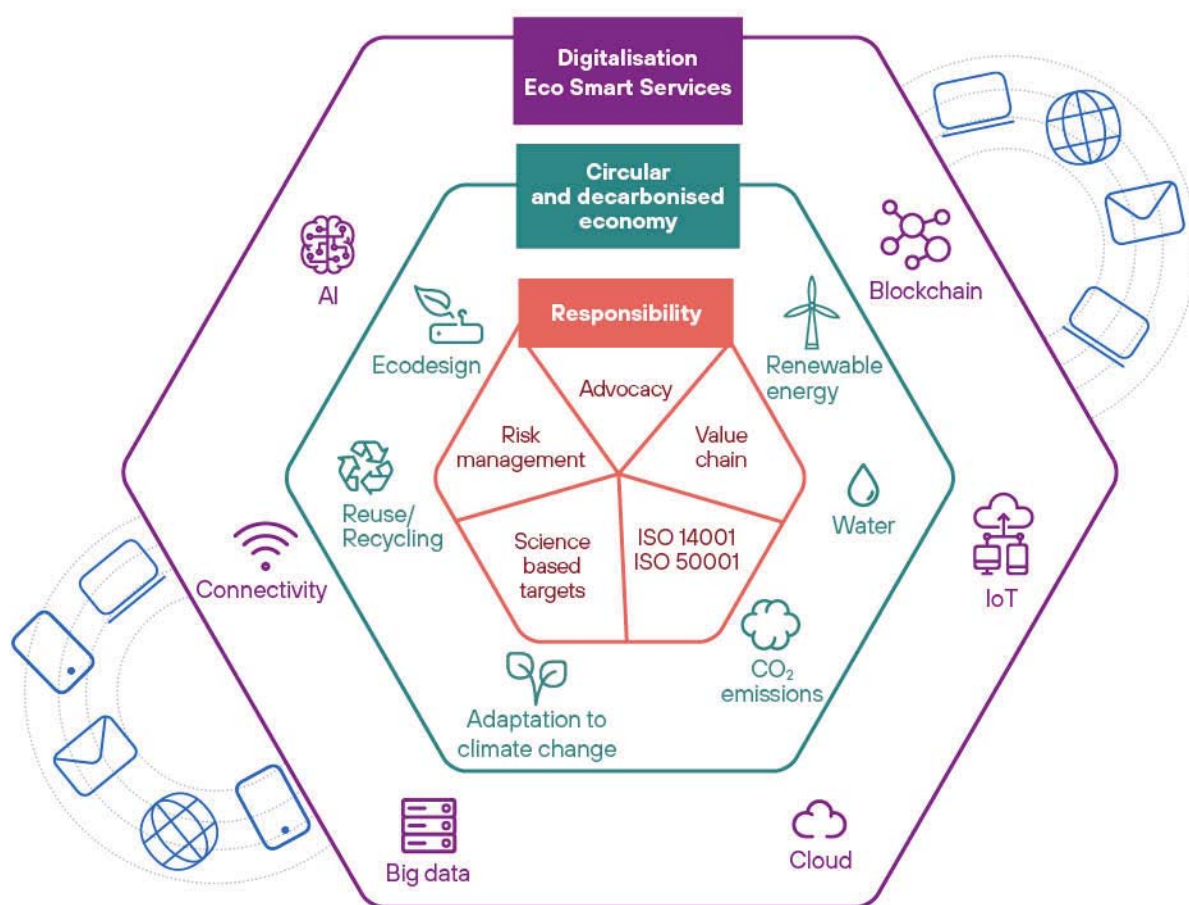 Digitalisation
Eco Smart Services
Circular
and decarbonised
economy
AI
Blockchain
Responsibility
Ecodesign
Renewable
energy
Advocacy
Risk
management
Value
chain
Reuse/
Recycling
Water
Science
based
targets
ISO 14001
ISO 50001
Connectivity
IoT
CO₂
emissions
Adaptation to
climate change
Big data
Cloud